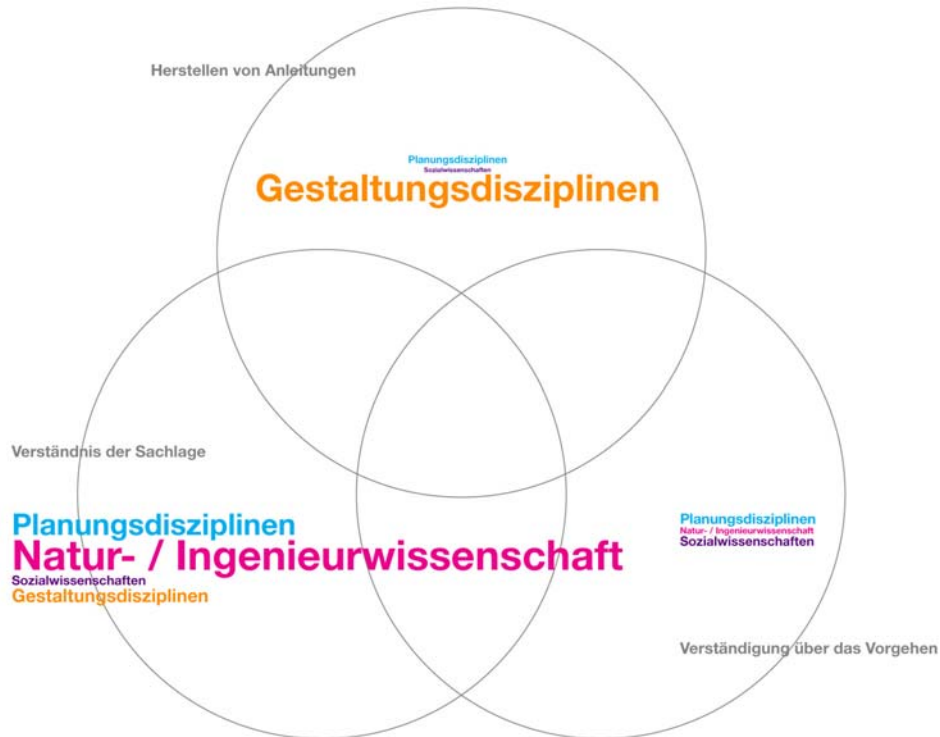 Herstellen von Anleitungen
Planungsdisziplinen
Sozialwissenschaften
Gestaltungsdisziplinen
Verständnis der Sachlage
Planungsdisziplinen
Natur- / Ingenieurwissenschaft
Sozialwissenschaften
Gestaltungsdisziplinen
Planungsdisziplinen
Natur- / Ingenieurwissenschaft
Sozialwissenschaften
Verständigung über das Vorgehen